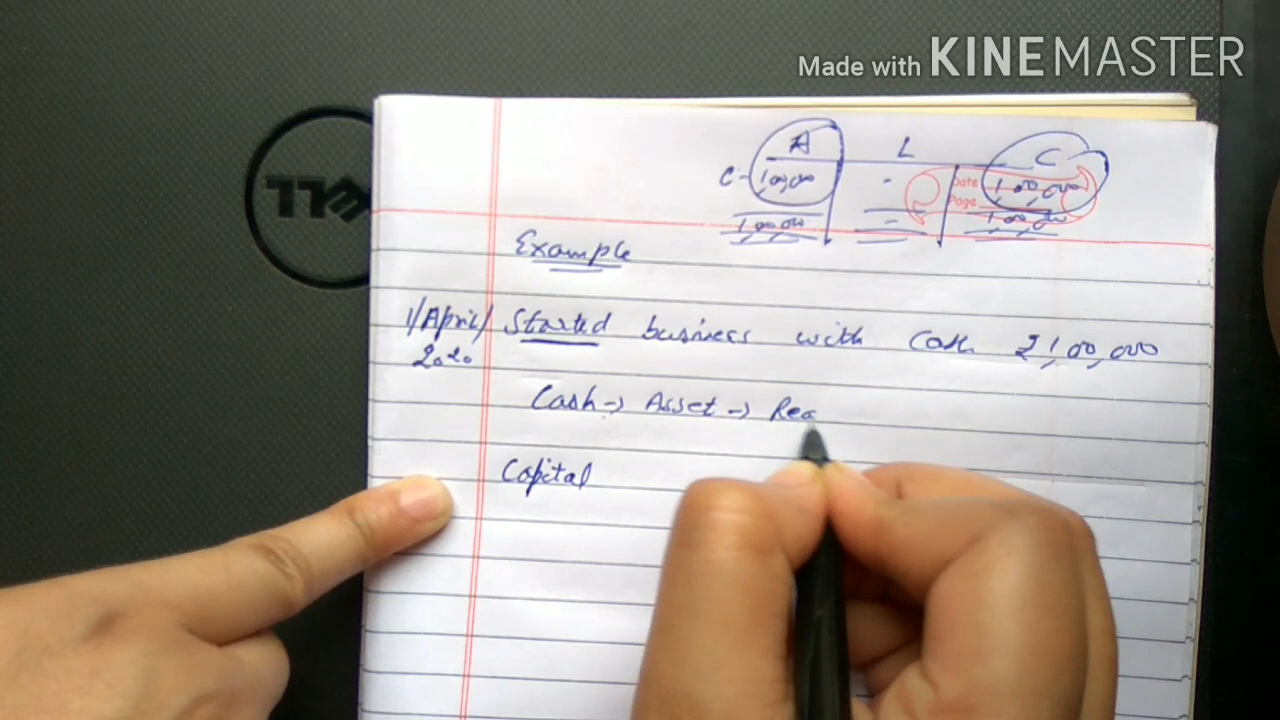 Made with KINEMASTER
DELL
A L C
C - 1,00,000 - Date 1,00,000
Page
1,00,000 - 1,00,000
Example
1/April/ Started business with Cash ₹1,00,000
2020
Cash → Asset → Rea
Capital